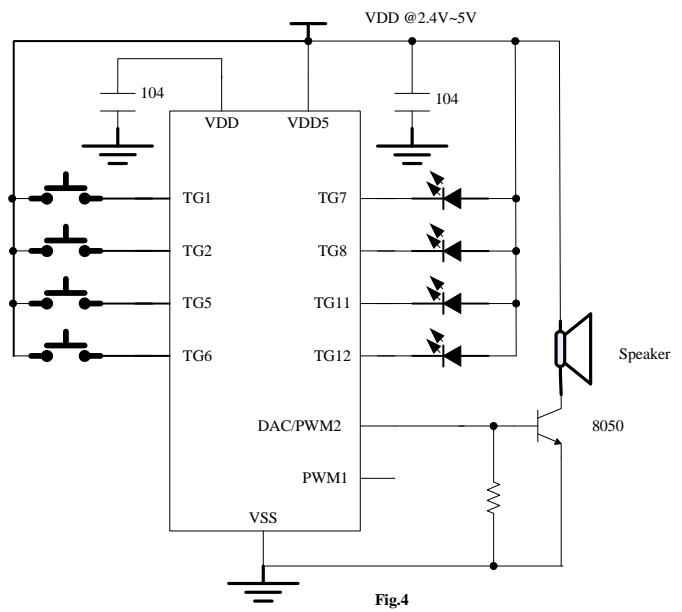 VDD @2.4V~5V
104
104
VDD
VDD5
TG1
TG7
TG2
TG8
TG5
TG11
TG6
TG12
Speaker
DAC/PWM2
8050
PWM1
VSS
Fig.4